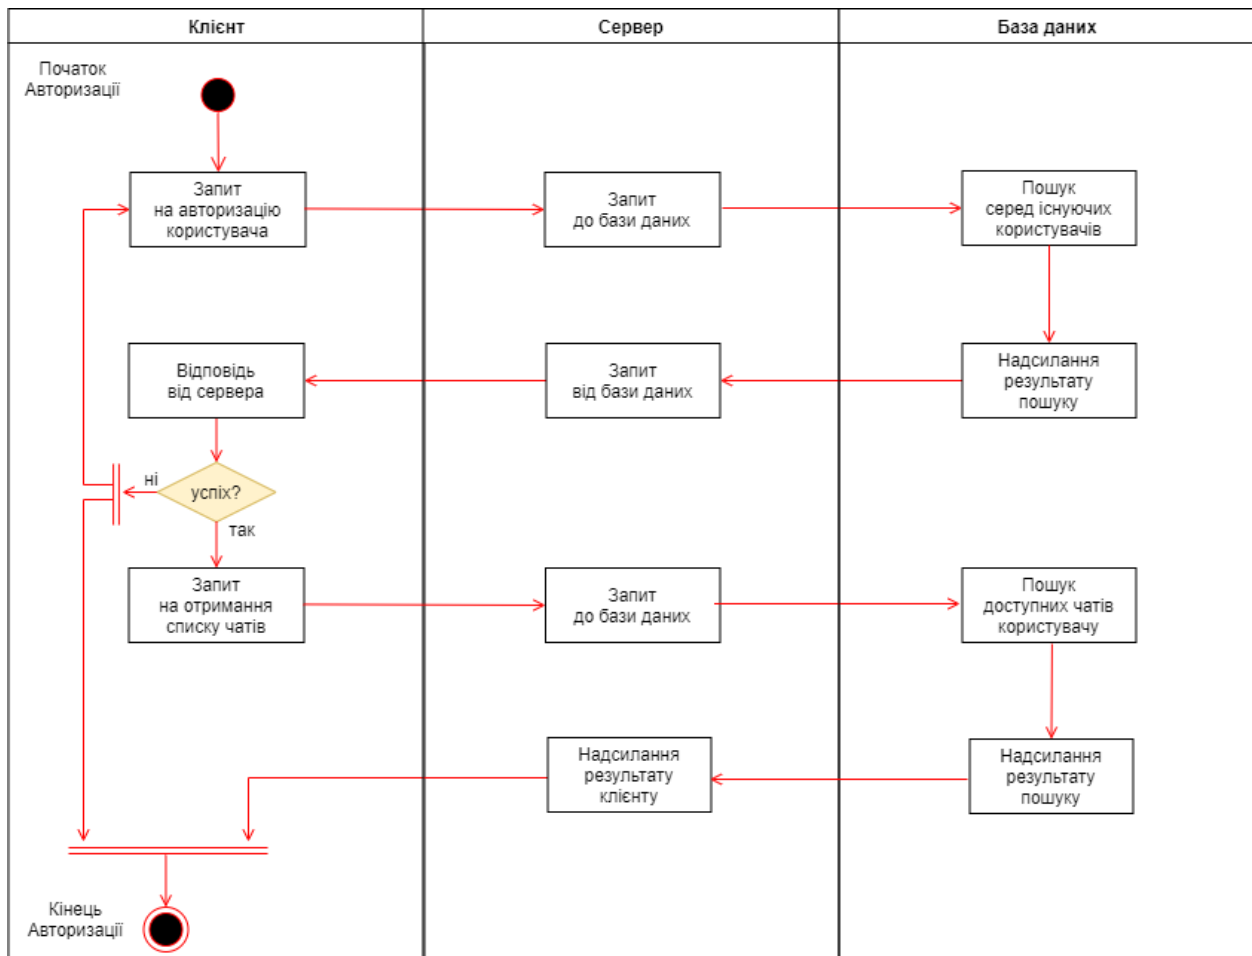 Клієнт
Сервер
База даних
Початок
Авторизації
Запит
на авторизацію
користувача
Запит
до бази даних
Пошук
серед існуючих
користувачів
Відповідь
від сервера
Запит
від бази даних
Надсилання
результату
пошуку
ні
успіх?
так
Запит
на отримання
списку чатів
Запит
до бази даних
Пошук
доступних чатів
користувачу
Надсилання
результату
клієнту
Надсилання
результату
пошуку
Кінець
Авторизації